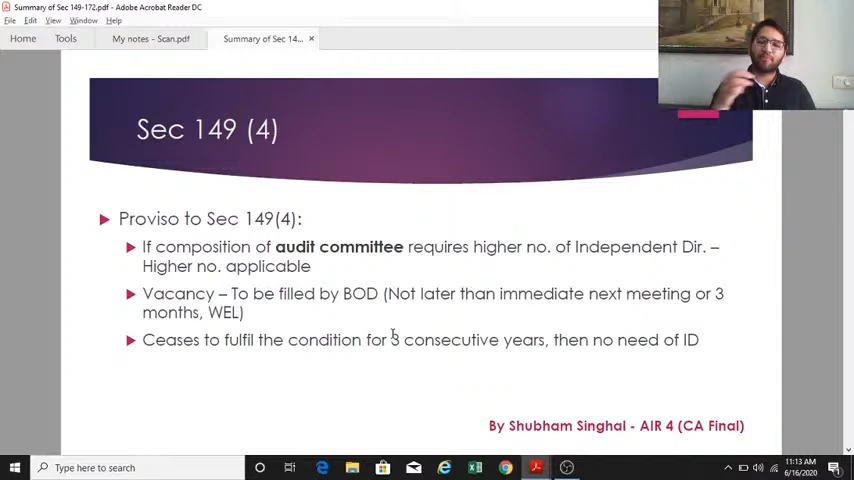 Summary of Sec 149-172.pdf - Adobe Acrobat Reader DC
File Edit View Window Help
Home Tools My notes - Scan.pdf Summary of Sec 14... ×
Sec 149 (4)
Proviso to Sec 149(4):
If composition of audit committee requires higher no. of Independent Dir. –
Higher no. applicable
Vacancy – To be filled by BOD (Not later than immediate next meeting or 3
months, WEL)
Ceases to fulfil the condition for 3 consecutive years, then no need of ID
By Shubham Singhal - AIR 4 (CA Final)
Type here to search
11:13 AM
6/16/2020